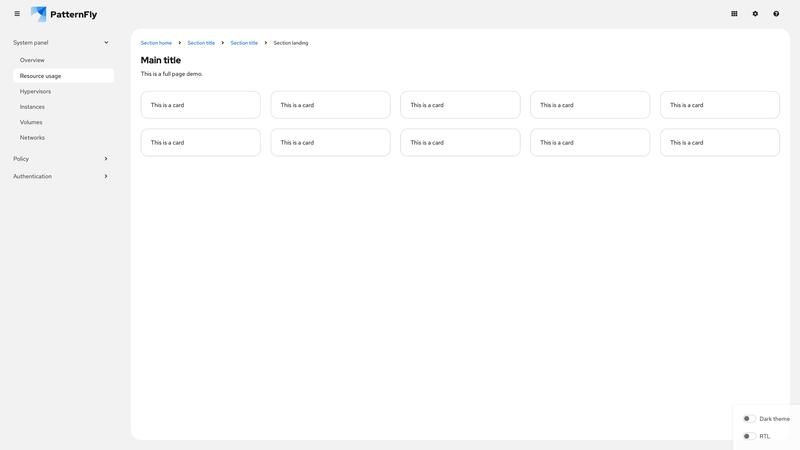 PatternFly
System panel
Overview
Resource usage
Hypervisors
Instances
Volumes
Networks
Policy
Authentication
Section home
Section title
Section title
Section landing
Main title
This is a full page demo.
This is a card
This is a card
This is a card
This is a card
This is a card
This is a card
This is a card
This is a card
This is a card
This is a card
Dark theme
RTL